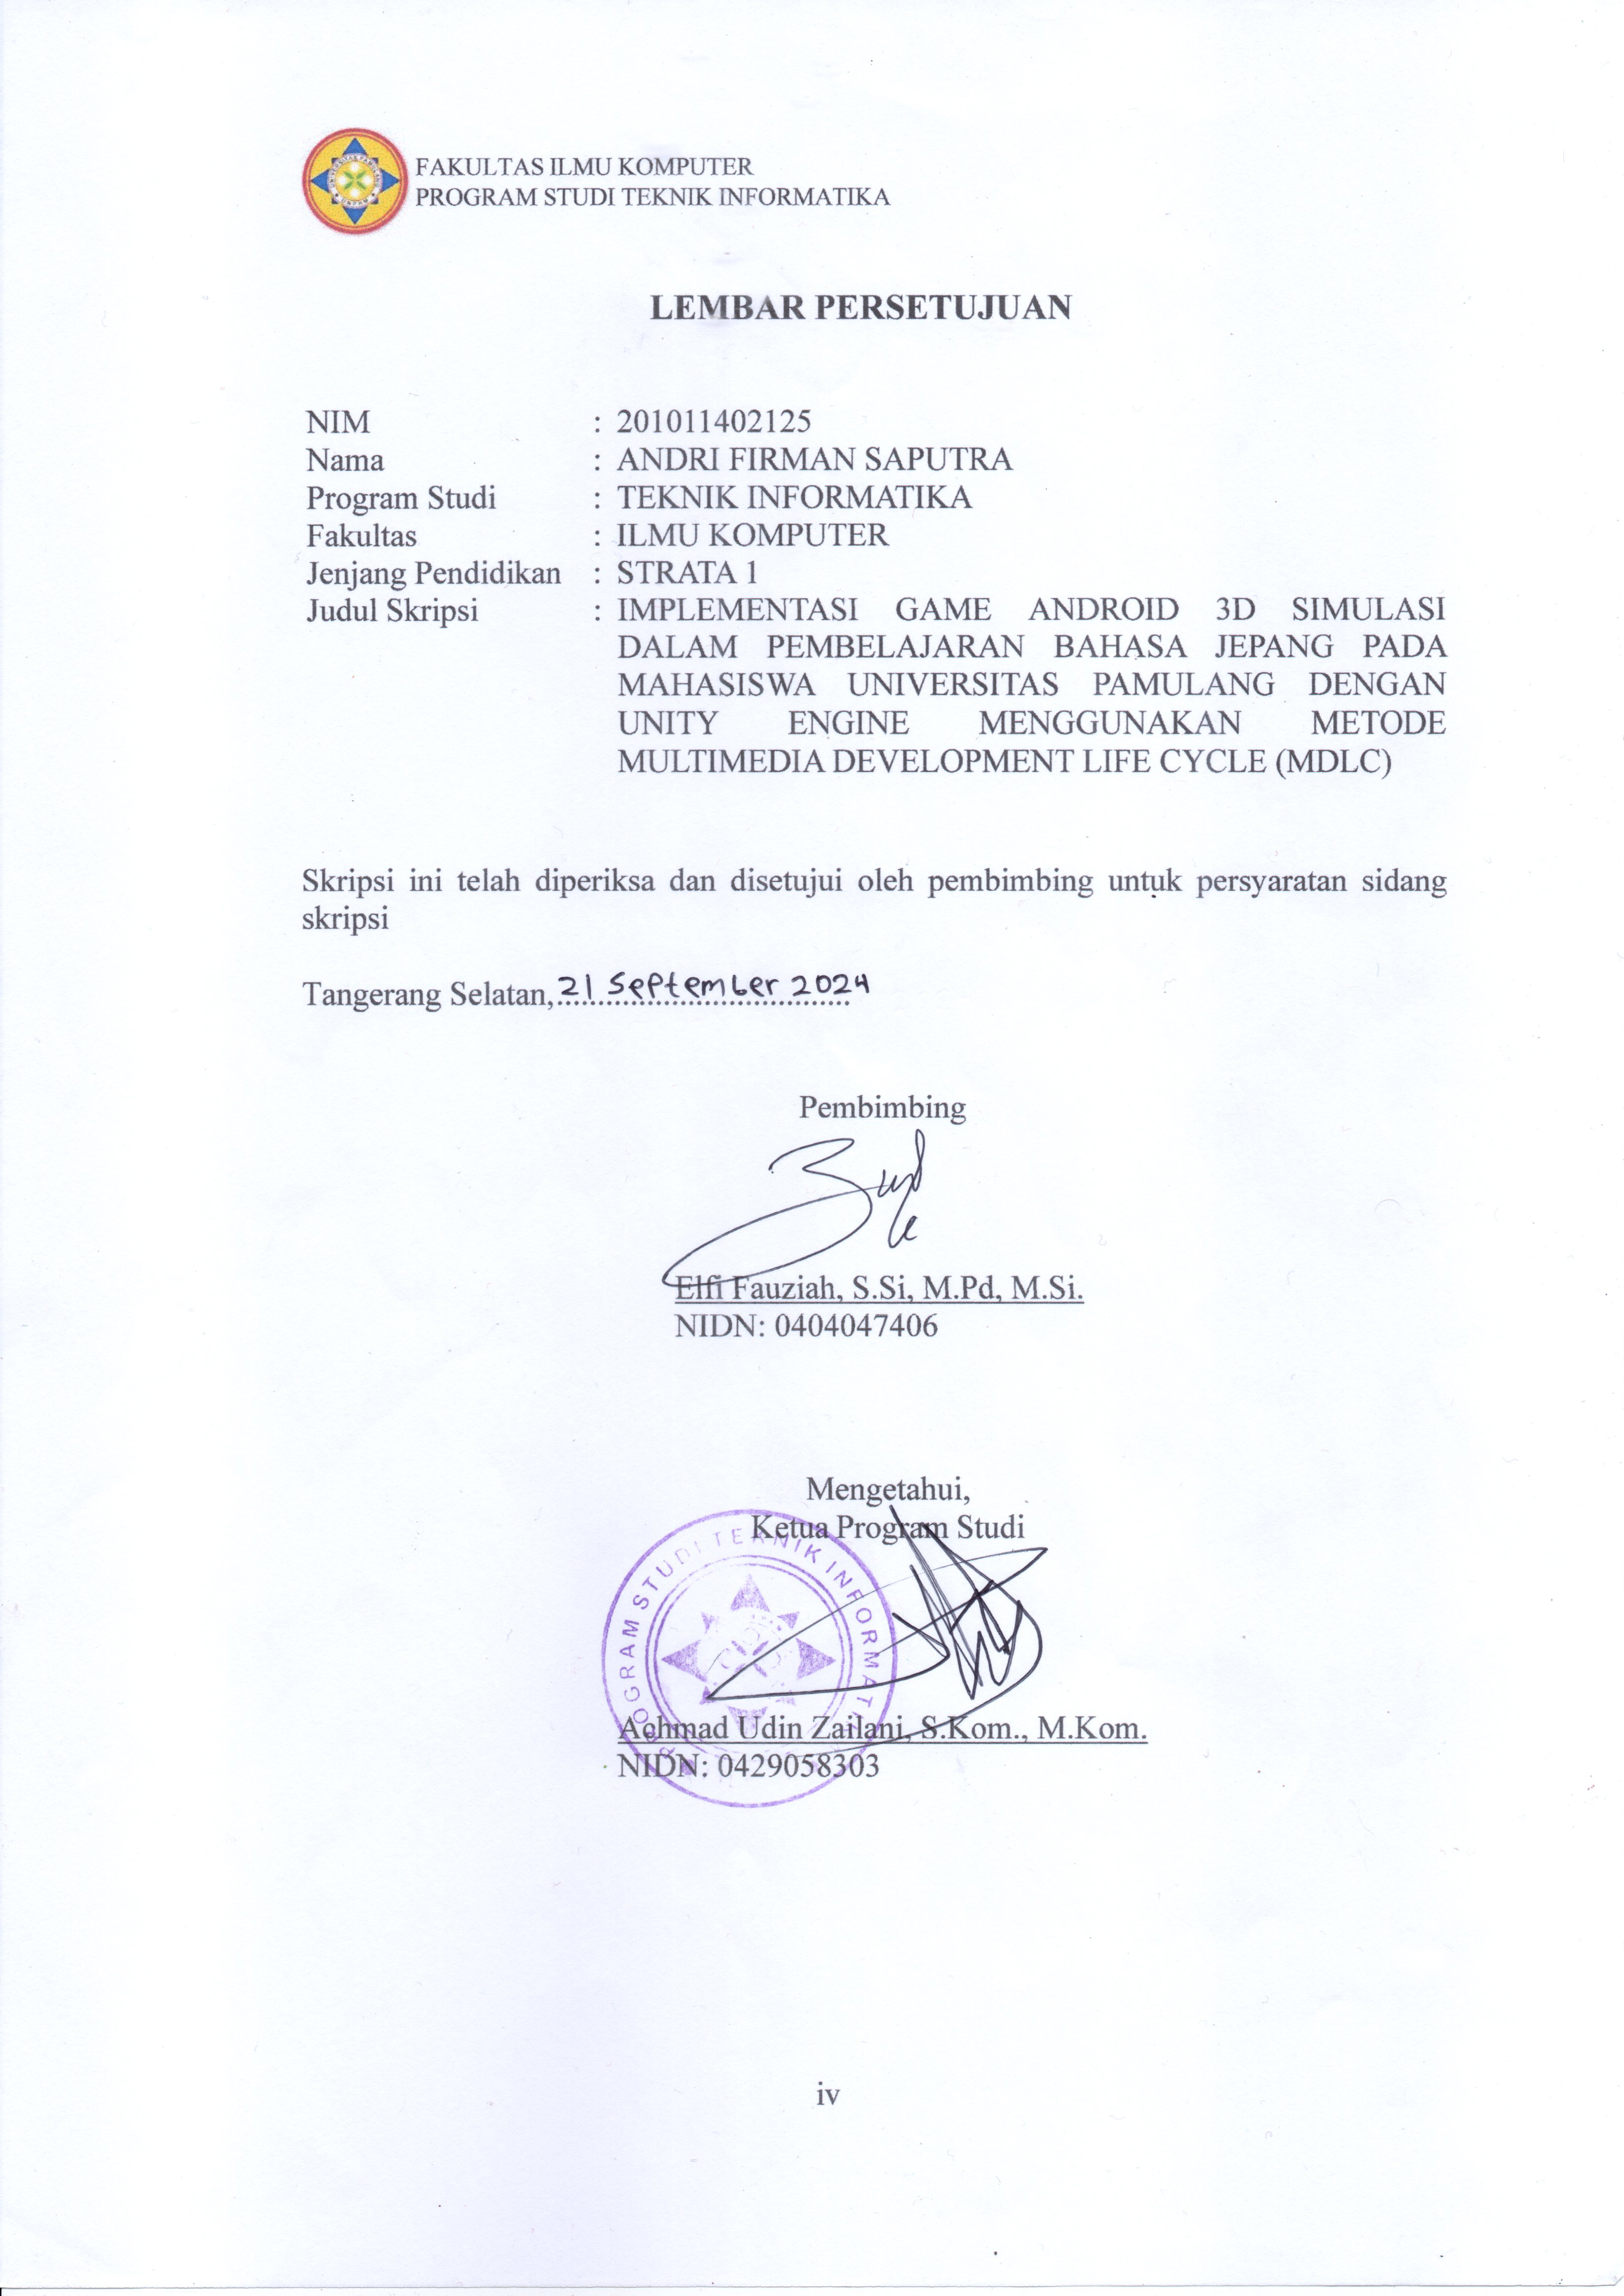 FAKULTAS ILMU KOMPUTER
PROGRAM STUDI TEKNIK INFORMATIKA
LEMBAR PERSETUJUAN
NIM : 201011402125
Nama : ANDRI FIRMAN SAPUTRA
Program Studi : TEKNIK INFORMATIKA
Fakultas : ILMU KOMPUTER
Jenjang Pendidikan : STRATA 1
Judul Skripsi : IMPLEMENTASI GAME ANDROID 3D SIMULASI
DALAM PEMBELAJARAN BAHASA JEPANG PADA
MAHASISWA UNIVERSITAS PAMULANG DENGAN
UNITY ENGINE MENGGUNAKAN METODE
MULTIMEDIA DEVELOPMENT LIFE CYCLE (MDLC)
Skripsi ini telah diperiksa dan disetujui oleh pembimbing untuk persyaratan sidang
skripsi
Tangerang Selatan, 21 September 2024
Pembimbing
Elfi Fauziah, S.Si, M.Pd, M.Si.
NIDN: 0404047406
Mengetahui,
Ketua Program Studi
PROGRAM STUDI TEKNIK INFORMATIK
Achmad Udin Zailani, S.Kom., M.Kom.
NIDN: 0429058303
iv